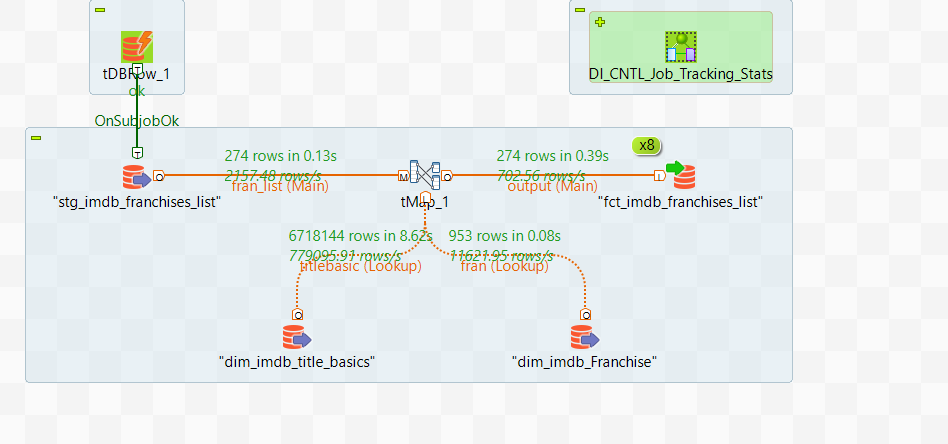 tDBRow_1
ok
OnSubjobOk
DI_CNTL_Job_Tracking_Stats
x8
274 rows in 0.13s
2157.48 rows/s
fran_list (Main)
274 rows in 0.39s
702.56 rows/s
output (Main)
"stg_imdb_franchises_list"
tMap_1
"fct_imdb_franchises_list"
6718144 rows in 8.62s
779095.91 rows/s
titlebasic (Lookup)
953 rows in 0.08s
11621.95 rows/s
fran (Lookup)
"dim_imdb_title_basics"
"dim_imdb_Franchise"